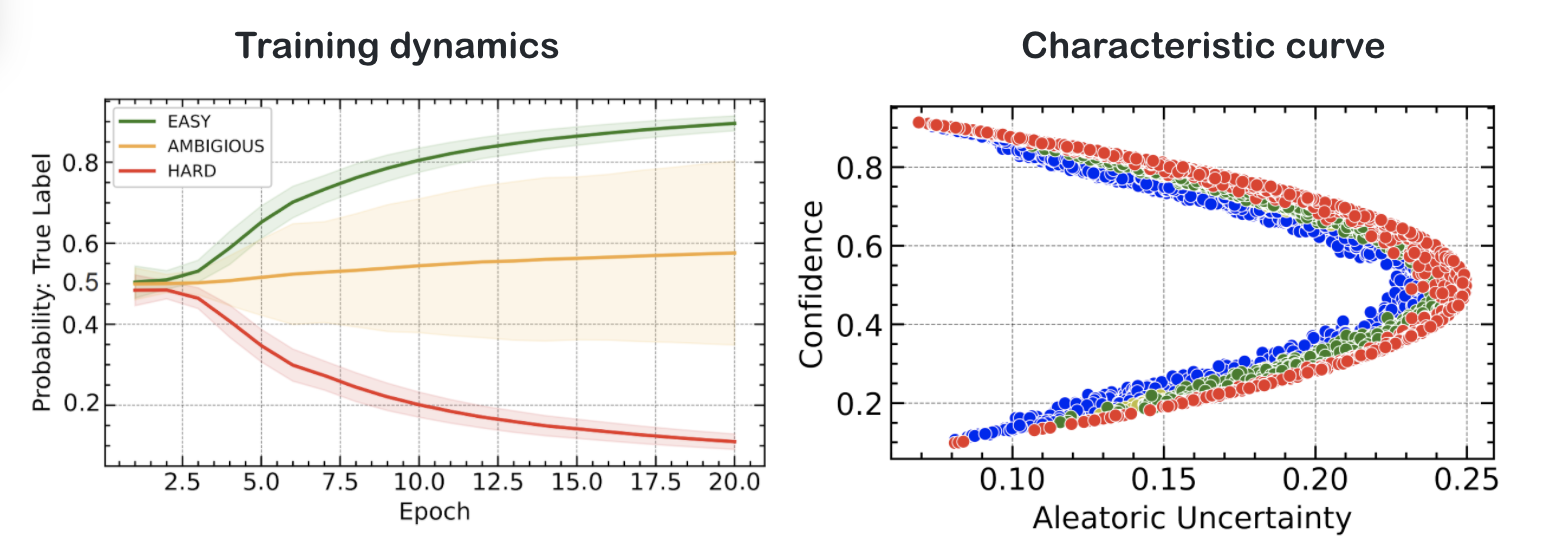 Training dynamics
Characteristic curve
EASY
AMBIGIOUS
HARD
Probability: True Label
0.8
0.6
0.5
0.4
0.2
2.5 5.0 7.5 10.0 12.5 15.0 17.5 20.0
Epoch
Confidence
0.8
0.6
0.4
0.2
0.10 0.15 0.20 0.25
Aleatoric Uncertainty